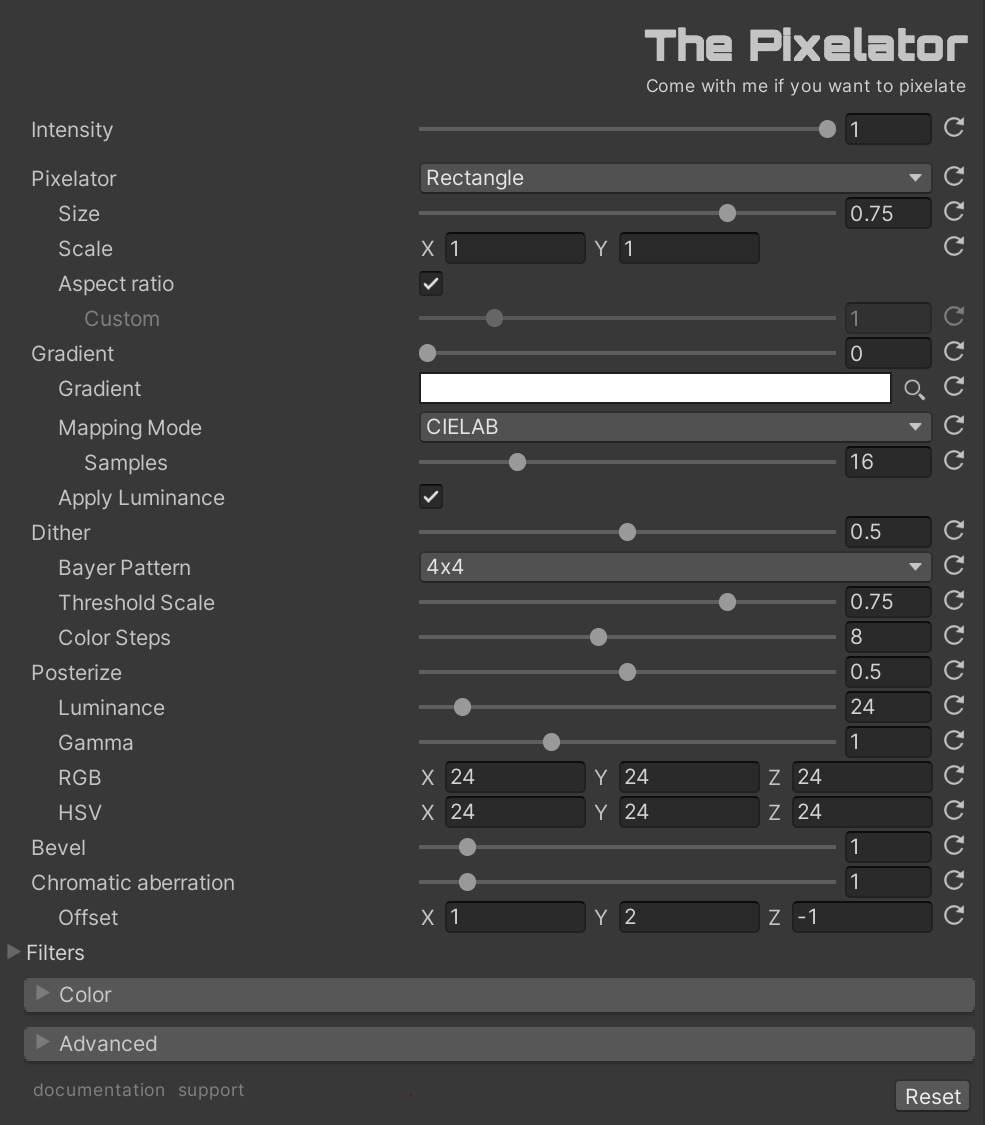 The Pixelator
Come with me if you want to pixelate
Intensity 1
Pixelator Rectangle
Size 0.75
Scale X 1 Y 1
Aspect ratio
Custom 1
Gradient 0
Gradient
Mapping Mode CIELAB
Samples 16
Apply Luminance
Dither 0.5
Bayer Pattern 4x4
Threshold Scale 0.75
Color Steps 8
Posterize 0.5
Luminance 24
Gamma 1
RGB X 24 Y 24 Z 24
HSV X 24 Y 24 Z 24
Bevel 1
Chromatic aberration 1
Offset X 1 Y 2 Z -1
Filters
Color
Advanced
documentation support Reset